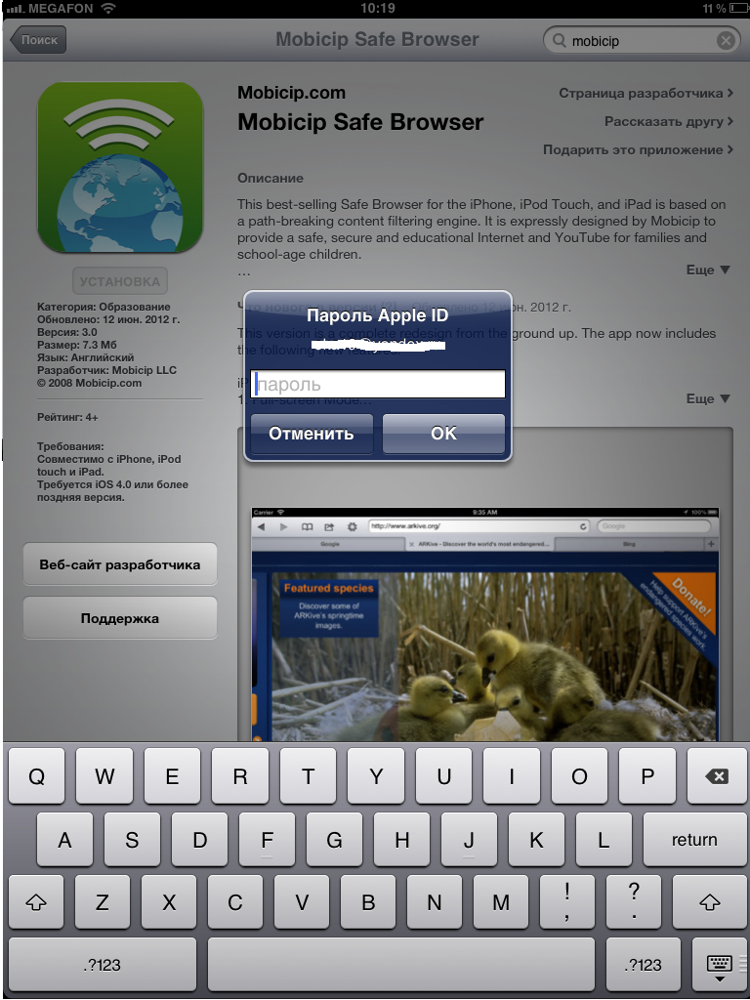 MEGAFON 10:19 11 %
Поиск Mobicip Safe Browser mobicip
Mobicip.com
Mobicip Safe Browser
Страница разработчика >
Рассказать другу >
Подарить это приложение >
Описание
This best-selling Safe Browser for the iPhone, iPod Touch, and iPad is based on
a path-breaking content filtering engine. It is expressly designed by Mobicip to
provide a safe, secure and educational Internet and YouTube for families and
school-age children.
...
Еще ▼
УСТАНОВКА
Категория: Образование
Обновлено: 12 июн. 2012 г.
Версия: 3.0
Размер: 7.3 Мб
Язык: Английский
Разработчик: Mobicip LLC
© 2008 Mobicip.com
Рейтинг: 4+
Требования:
Совместимо с iPhone, iPod
touch и iPad.
Требуется iOS 4.0 или более
поздняя версия.
Веб-сайт разработчика
Поддержка
Что нового 12 июн. 2012 г.
This version is a complete redesign from the ground up. The app now includes
the following
1. Full-screen Mode...
Еще ▼
Пароль Apple ID
пароль
Отменить OK
Carrier 9:35 AM 100%
http://www.arkive.org/ Google
Google ARKive - Discover the world's most endangered... Bing
Featured species
Discover some of
ARKive's springtime
images.
Donate!
Help support ARKive's
endangered species work.
Q W E R T Y U I O P
A S D F G H J K L return
Z X C V B N M ! , ? .
.?123 .?123